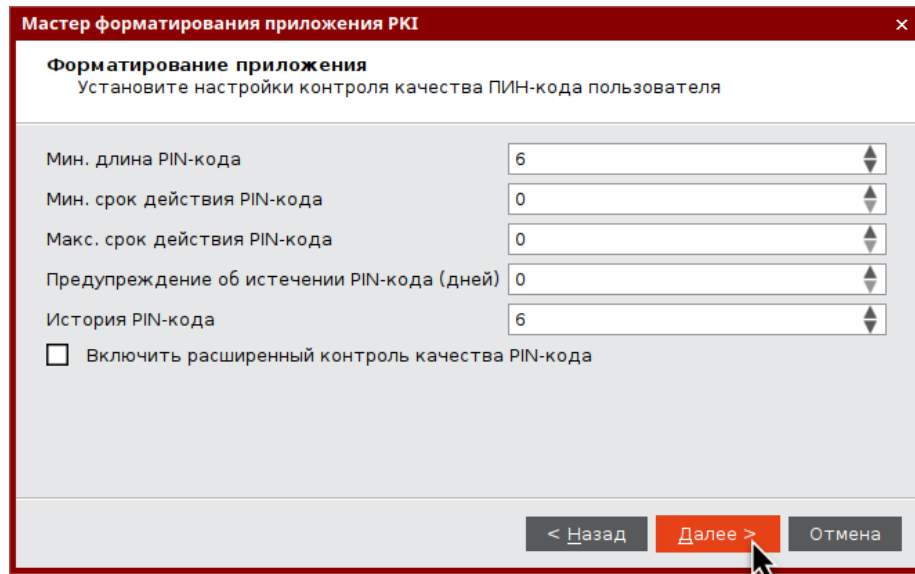 Мастер форматирования приложения PKI ×
Форматирование приложения
Установите настройки контроля качества ПИН-кода пользователя
Мин. длина PIN-кода 6
Мин. срок действия PIN-кода 0
Макс. срок действия PIN-кода 0
Предупреждение об истечении PIN-кода (дней) 0
История PIN-кода 6
Включить расширенный контроль качества PIN-кода
< Назад Далее > Отмена